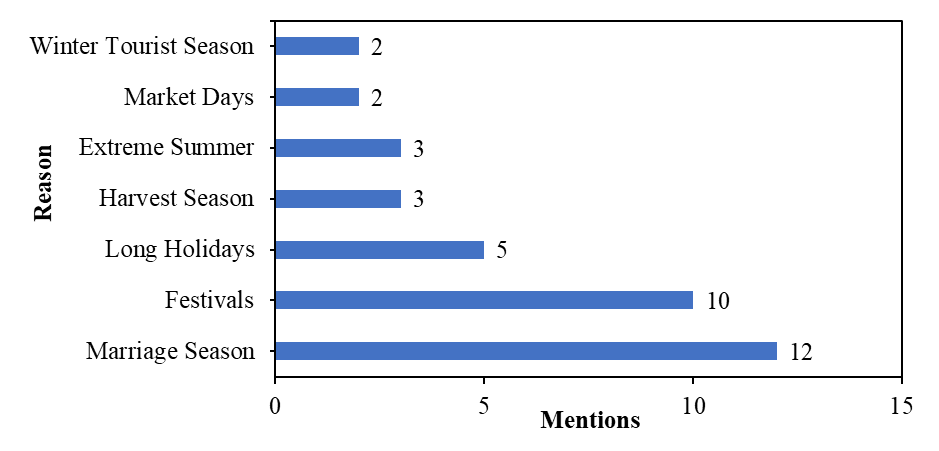 Winter Tourist Season 2
Market Days 2
Extreme Summer 3
Harvest Season 3
Long Holidays 5
Festivals 10
Marriage Season 12
Reason
0 5 10 15
Mentions